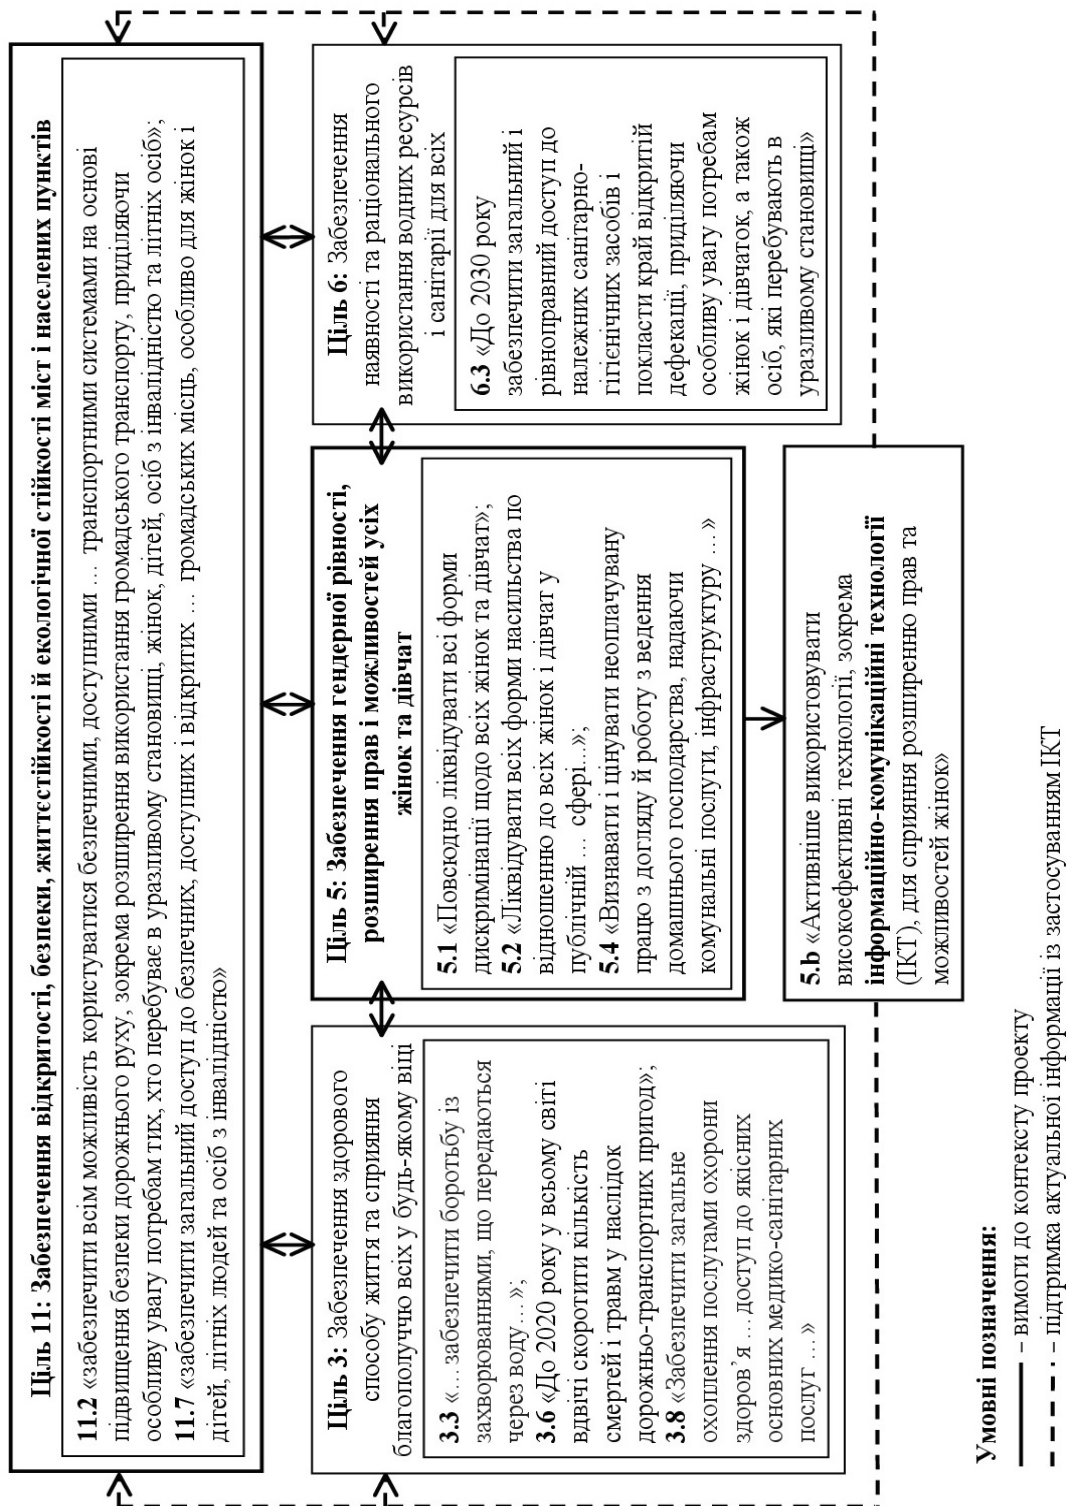 Ціль 11: Забезпечення відкритості, безпеки, життєстійкості й екологічної стійкості міст і населених пунктів
11.2 «забезпечити всім можливість користуватися безпечними, доступними … транспортними системами на основі
підвищення безпеки дорожнього руху, зокрема розширення використання громадського транспорту, приділяючи
особливу увагу потребам тих, хто перебуває в уразливому становищі, жінок, дітей, осіб з інвалідністю та літніх осіб»;
11.7 «забезпечити загальний доступ до безпечних, доступних і відкритих … громадських місць, особливо для жінок і
дітей, літніх людей та осіб з інвалідністю»
Ціль 3: Забезпечення здорового
способу життя та сприяння
благополуччю всіх у будь-якому віці
3.3 «… забезпечити боротьбу із
захворюваннями, що передаються
через воду…»;
3.6 «До 2020 року у всьому світі
вдвічі скоротити кількість
смертей і травм у наслідок
дорожньо-транспортних пригод»;
3.8 «Забезпечити загальне
охоплення послугами охорони
здоров'я … доступ до якісних
основних медико-санітарних
послуг …»
Ціль 5: Забезпечення гендерної рівності,
розширення прав і можливостей усіх
жінок та дівчат
5.1 «Повсюдно ліквідувати всі форми
дискримінації щодо всіх жінок та дівчат»;
5.2 «Ліквідувати всіх форми насильства по
відношенню до всіх жінок і дівчат у
публічній … сфері…»;
5.4 «Визнавати і цінувати неоплачувану
працю з догляду й роботу з ведення
домашнього господарства, надаючи
комунальні послуги, інфраструктуру …»
Ціль 6: Забезпечення
наявності та раціонального
використання водних ресурсів
і санітарії для всіх
6.3 «До 2030 року
забезпечити загальний і
рівноправний доступ до
належних санітарно-
гігієнічних засобів і
покласти край відкритій
дефекації, приділяючи
особливу увагу потребам
жінок і дівчаток, а також
осіб, які перебувають в
уразливому становищі»
5.b «Активніше використовувати
високоефективні технології, зокрема
інформаційно-комунікаційні технології
(ІКТ), для сприяння розширенню прав та
можливостей жінок»
Умовні позначення:
– вимоги до контексту проекту
– підтримка актуальної інформації із застосуванням ІКТ